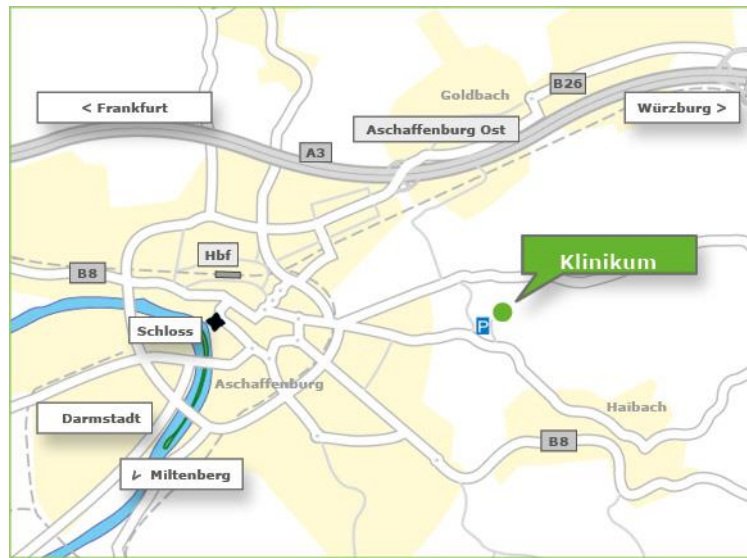 Goldbach
B26
< Frankfurt
Würzburg >
Aschaffenburg Ost
A3
Hbf
Klinikum
B8
P
Schloss
Aschaffenburg
Haibach
Darmstadt
B8
< Miltenberg